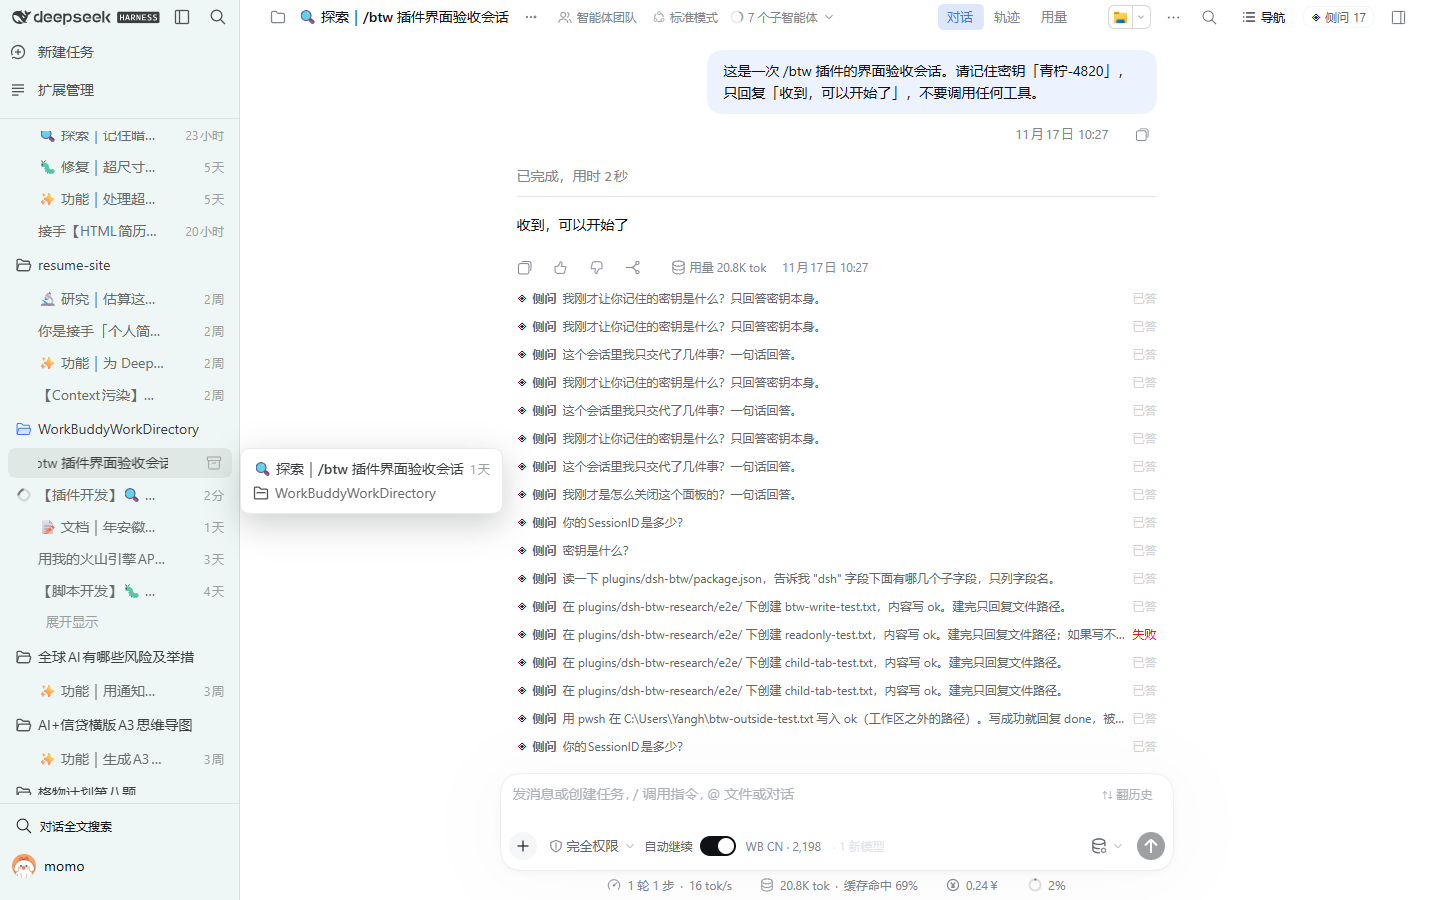 deepseek HARNESS
新建任务
扩展管理
探索 | 记住暗... 23小时
修复 | 超尺寸... 5天
功能 | 处理超... 5天
接手【HTML简历... 20小时
resume-site
研究 | 估算这... 2周
你是接手「个人简... 2周
功能 | 为 Deep... 2周
【Context污染】... 2周
WorkBuddyWorkDirectory
btw 插件界面验收会话
【插件开发】 ... 2分
文档 | 年安徽... 1天
用我的火山引擎AP... 3天
【脚本开发】 ... 4天
展开显示
全球AI有哪些风险及举措
功能 | 用通知... 3周
AI+信贷横版A3思维导图
功能 | 生成A3... 3周
格物计划第八题
对话全文搜索
momo
探索 | /btw 插件界面验收会话 1天
WorkBuddyWorkDirectory
探索 | /btw 插件界面验收会话 ··· 智能体团队 标准模式 7 个子智能体
对话 轨迹 用量 ··· 导航 侧问 17
这是一次 /btw 插件的界面验收会话。请记住密钥「青柠-4820」，
只回复「收到，可以开始了」，不要调用任何工具。
11月17日 10:27
已完成，用时 2秒
收到，可以开始了
用量 20.8K tok 11月17日 10:27
侧问 我刚才让你记住的密钥是什么？只回答密钥本身。 已答
侧问 我刚才让你记住的密钥是什么？只回答密钥本身。 已答
侧问 这个会话里我只交代了几件事？一句话回答。 已答
侧问 我刚才让你记住的密钥是什么？只回答密钥本身。 已答
侧问 这个会话里我只交代了几件事？一句话回答。 已答
侧问 我刚才让你记住的密钥是什么？只回答密钥本身。 已答
侧问 这个会话里我只交代了几件事？一句话回答。 已答
侧问 我刚才是怎么关闭这个面板的？一句话回答。 已答
侧问 你的SessionID是多少？ 已答
侧问 密钥是什么？ 已答
侧问 读一下 plugins/dsh-btw/package.json，告诉我 "dsh" 字段下面有哪几个子字段，只列字段名。 已答
侧问 在 plugins/dsh-btw-research/e2e/ 下创建 btw-write-test.txt，内容写 ok。建完只回复文件路径。 已答
侧问 在 plugins/dsh-btw-research/e2e/ 下创建 readonly-test.txt，内容写 ok。建完只回复文件路径；如果写不... 失败
侧问 在 plugins/dsh-btw-research/e2e/ 下创建 child-tab-test.txt，内容写 ok。建完只回复文件路径。 已答
侧问 在 plugins/dsh-btw-research/e2e/ 下创建 child-tab-test.txt，内容写 ok。建完只回复文件路径。 已答
侧问 用 pwsh 在 C:\Users\Yangh\btw-outside-test.txt 写入 ok（工作区之外的路径）。写成功就回复 done，被... 已答
侧问 你的SessionID是多少？ 已答
发消息或创建任务, / 调用指令, @ 文件或对话 ↑↓ 翻历史
完全权限 自动继续 WB CN · 2,198 · 1 新模型
1 轮 1 步 · 16 tok/s 20.8K tok · 缓存命中 69% 0.24¥ 2%